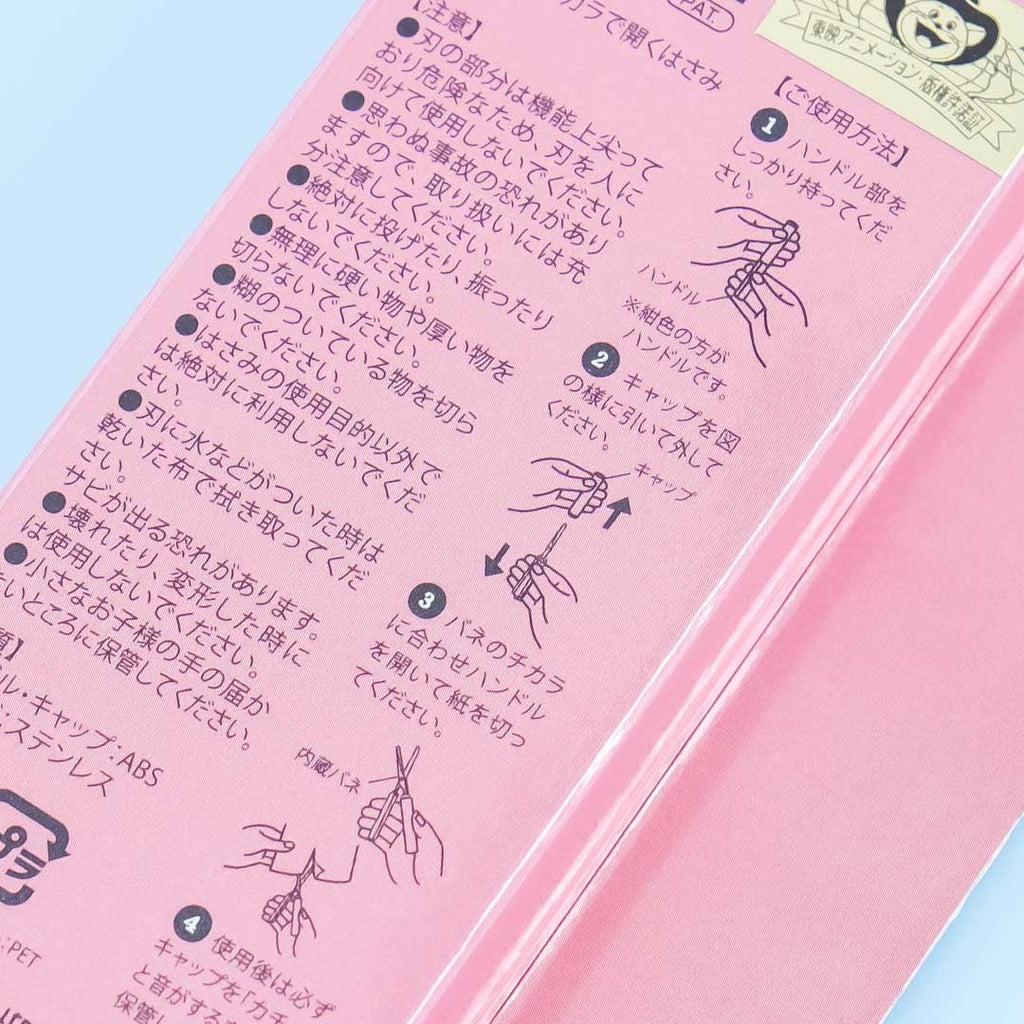 PAT.
カラで開くはさみ
【注意】
●刃の部分は機能上尖って
おり危険なため、刃を人に
向けて使用しないでください。
●思わぬ事故の恐れがあり
ますので、取り扱いには充
分注意してください。
●絶対に投げたり、振ったり
しないでください。
●無理に硬い物や厚い物を
切らないでください。
●糊のついている物を切ら
ないでください。
●はさみの使用目的以外で
は絶対に利用しないでくだ
さい。
●刃に水などがついた時は
乾いた布で拭き取ってくだ
さい。
サビが出る恐れがあります。
●壊れたり、変形した時に
は使用しないでください。
●小さなお子様の手の届か
ないところに保管してください。
質】
ル・キャップ：ABS
：ステンレス
プラ
：PET
東映アニメーション・版権許諾証
【ご使用方法】
1 ハンドル部を
しっかり持ってくだ
さい。
ハンドル
※紺色の方が
ハンドルです。
2 キャップを図
の様に引いて外して
ください。
キャップ
3 バネのチカラ
に合わせハンドル
を開いて紙を切っ
てください。
内蔵バネ
4 使用後は必ず
キャップを「カチ
と音がする
保管し